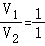 V₁/V₂ = 1/1